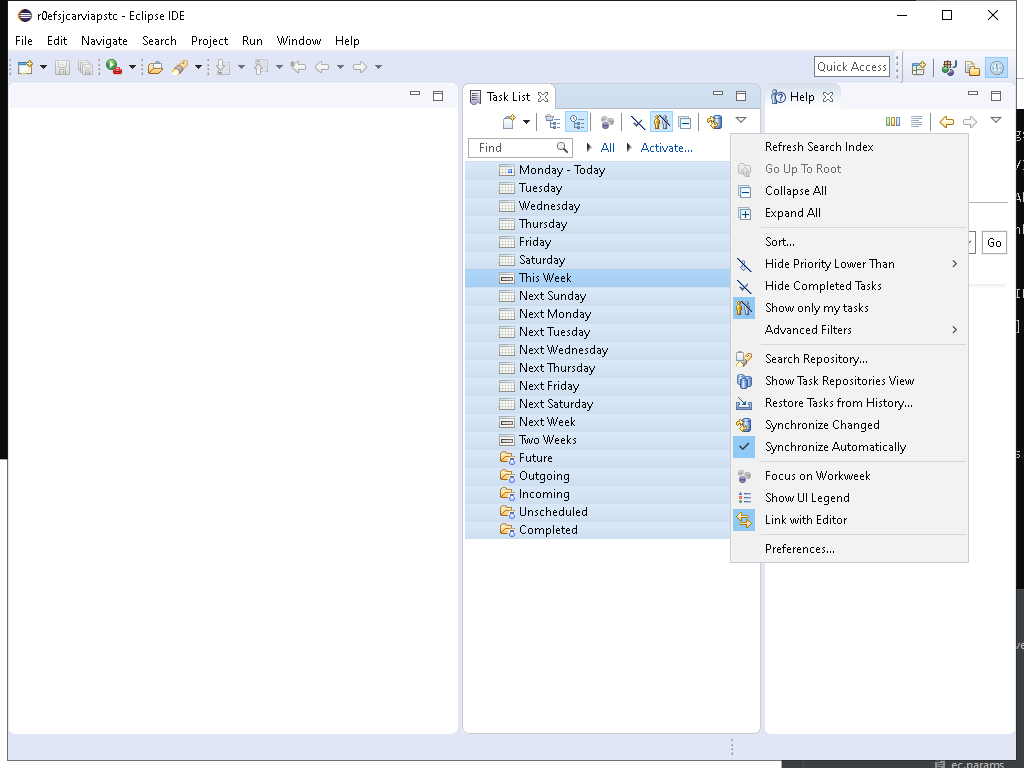 r0efsjcarviapstc - Eclipse IDE
File Edit Navigate Search Project Run Window Help
Quick Access
Task List
Help
Find
All
Activate...
Monday - Today
Tuesday
Wednesday
Thursday
Friday
Saturday
This Week
Next Sunday
Next Monday
Next Tuesday
Next Wednesday
Next Thursday
Next Friday
Next Saturday
Next Week
Two Weeks
Future
Outgoing
Incoming
Unscheduled
Completed
Refresh Search Index
Go Up To Root
Collapse All
Expand All
Sort...
Hide Priority Lower Than
Hide Completed Tasks
Show only my tasks
Advanced Filters
Search Repository...
Show Task Repositories View
Restore Tasks from History...
Synchronize Changed
Synchronize Automatically
Focus on Workweek
Show UI Legend
Link with Editor
Preferences...
Go
ec.params